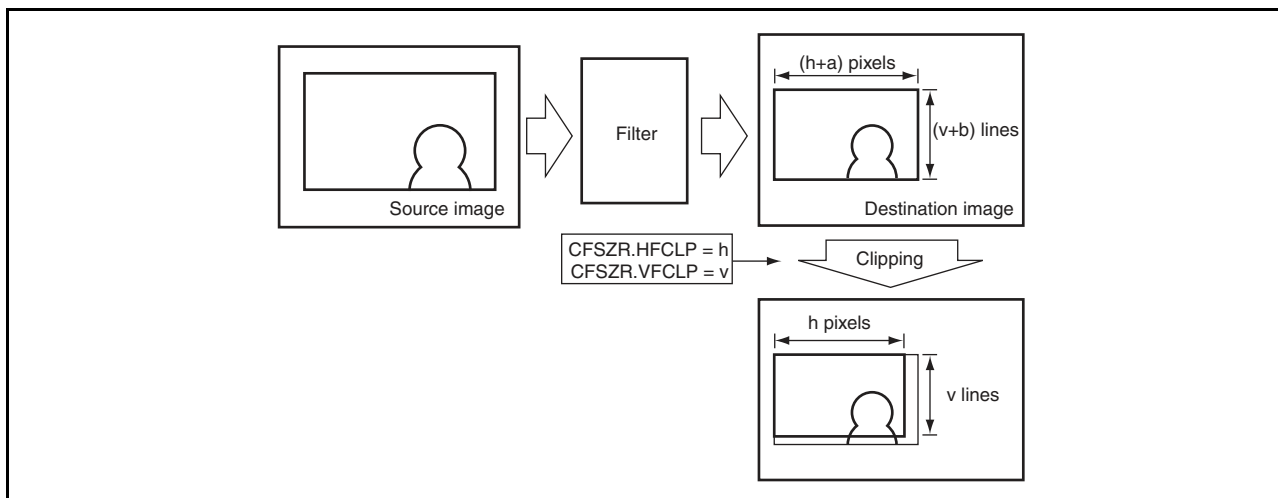 Source image
Filter
(h+a) pixels
(v+b) lines
Destination image
CFSZR.HFCLP = h
CFSZR.VFCLP = v
Clipping
h pixels
v lines